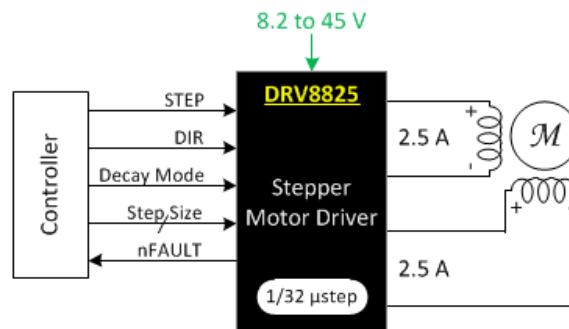 8.2 to 45 V
Controller
STEP
DIR
Decay Mode
Step Size
nFAULT
DRV8825
Stepper
Motor Driver
1/32 µstep
+
-
2.5 A
M
+
+
2.5 A